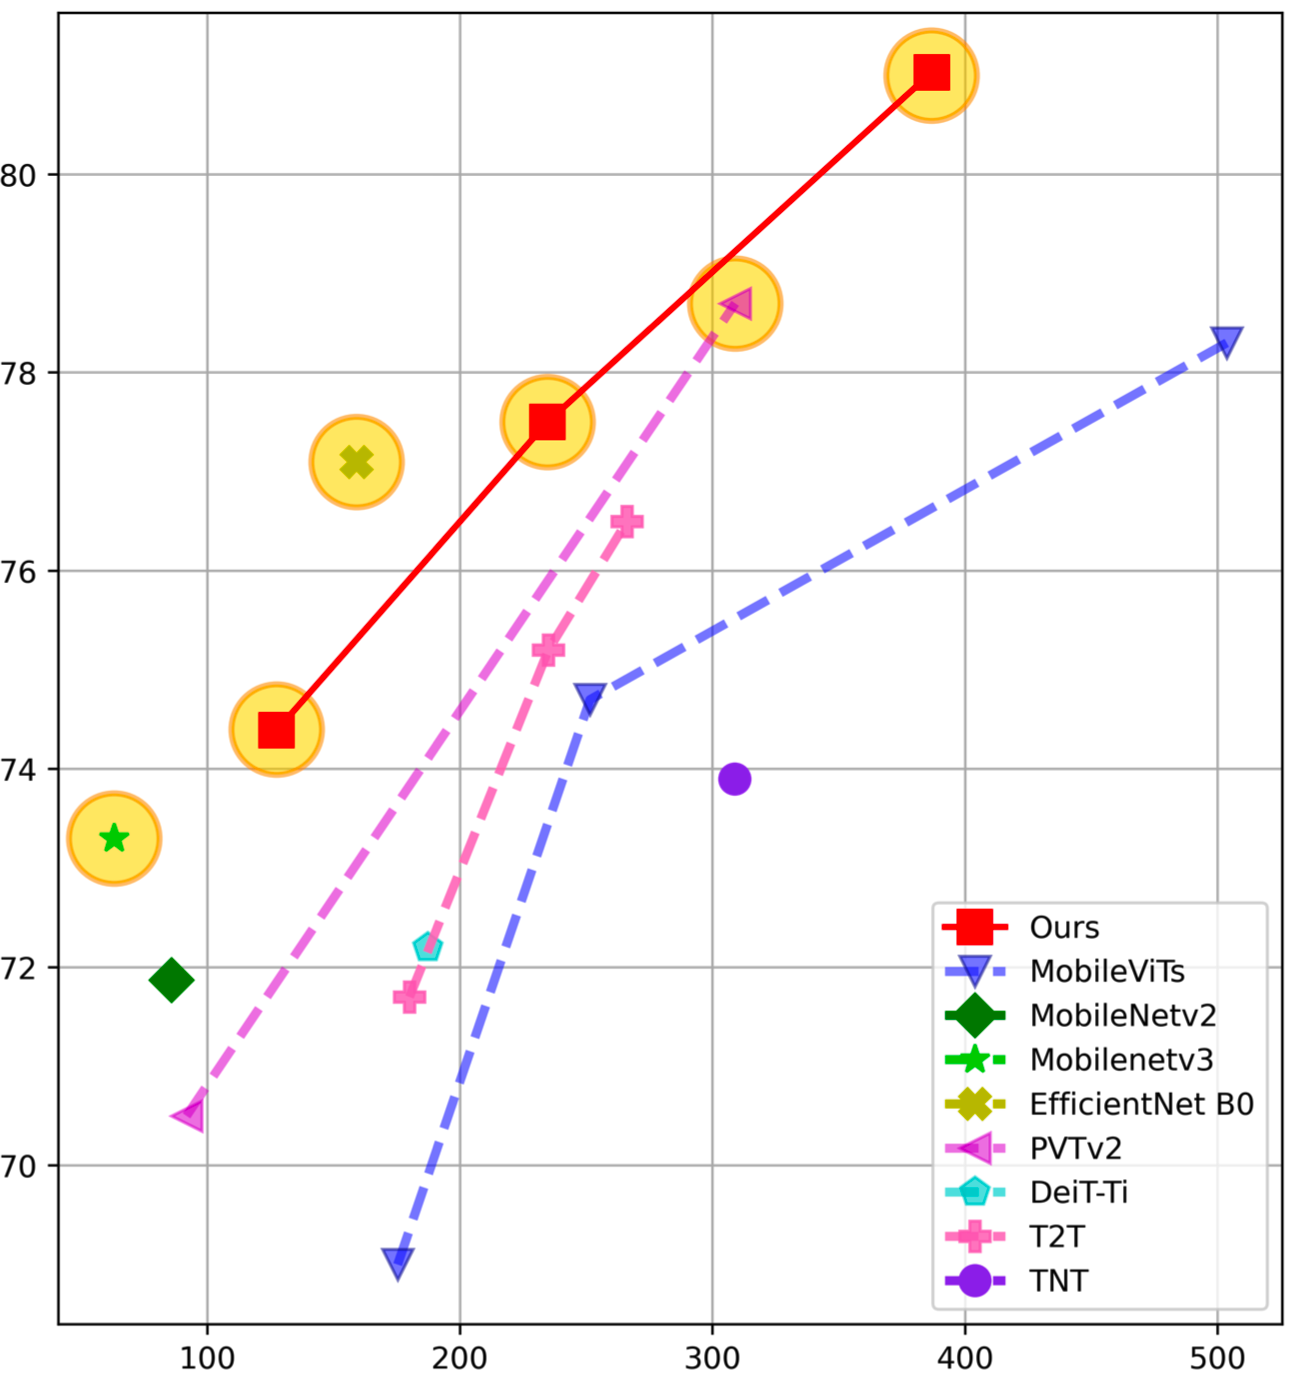 80
78
76
74
72
70
100 200 300 400 500
Ours
MobileViTs
MobileNetv2
Mobilenetv3
EfficientNet B0
PVTv2
DeiT-Ti
T2T
TNT